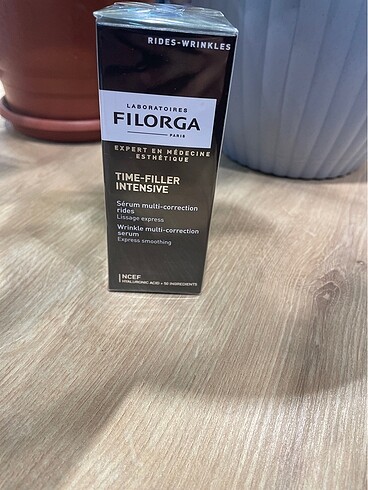 RIDES-WRINKLES
LABORATOIRES
FILORGA
PARIS
EXPERT EN MÉDECINE
ESTHÉTIQUE
TIME-FILLER
INTENSIVE
Sérum multi-correction
rides
Lissage express
Wrinkle multi-correction
serum
Express smoothing
NCEF
HYALURONIC ACID + 50 INGREDIENTS